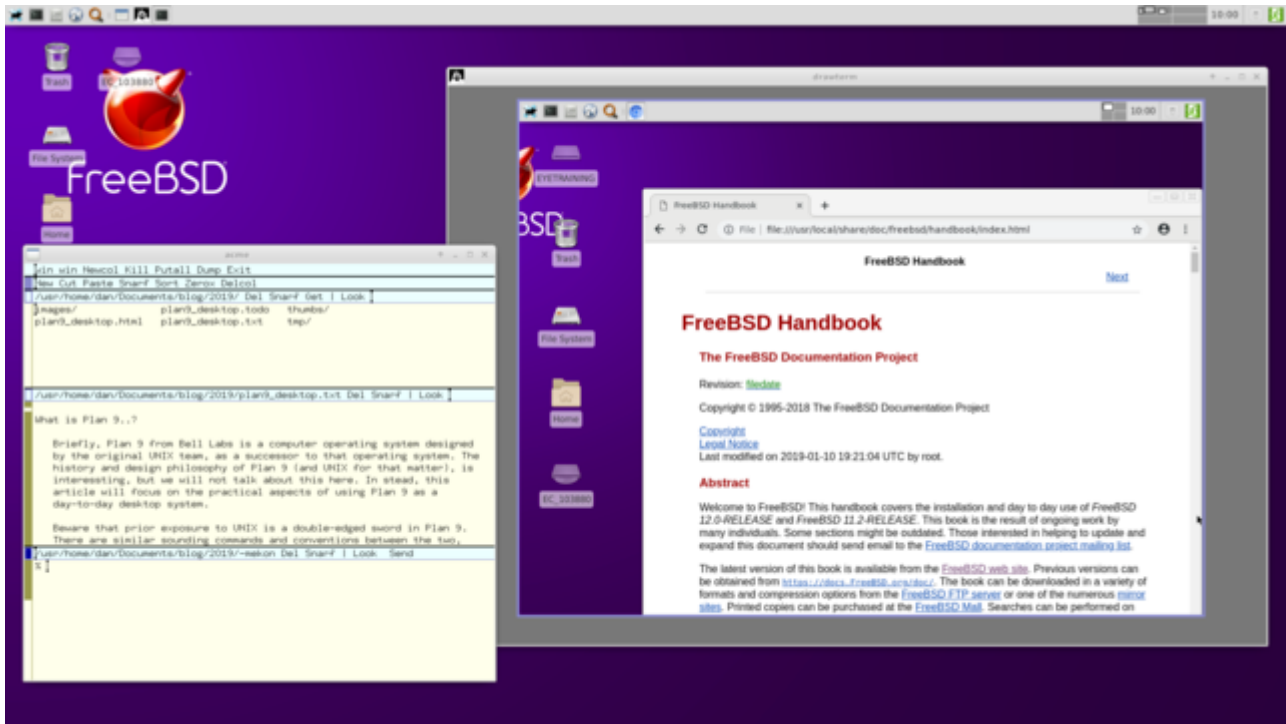 10:00
Trash
EC_103880
File System
FreeBSD
Home
acme
win win Newcol Kill Putall Dump Exit
New Cut Paste Snarf Sort Zerox Delcol
/usr/home/dan/Documents/blog/2019/ Del Snarf Get | Look
images/ plan9_desktop.todo thumbs/
plan9_desktop.html plan9_desktop.txt tmp/
/usr/home/dan/Documents/blog/2019/plan9_desktop.txt Del Snarf | Look
What is Plan 9..?
Briefly, Plan 9 from Bell Labs is a computer operating system designed
by the original UNIX team, as a successor to that operating system. The
history and design philosophy of Plan 9 (and UNIX for that matter), is
interessting, but we will not talk about this here. In stead, this
article will focus on the practical aspects of using Plan 9 as a
day-to-day desktop system.
Beware that prior exposure to UNIX is a double-edged sword in Plan 9.
There are similar sounding commands and conventions between the two,
/usr/home/dan/Documents/blog/2019/-mekon Del Snarf | Look Send
drawterm
10:00
EYETRAINING
BSD
Trash
File System
Home
EC_103880
FreeBSD Handbook
File | file:///usr/local/share/doc/freebsd/handbook/index.html
FreeBSD Handbook
Next
FreeBSD Handbook
The FreeBSD Documentation Project
Revision: filedate
Copyright © 1995-2018 The FreeBSD Documentation Project
Copyright
Legal Notice
Last modified on 2019-01-10 19:21:04 UTC by root.
Abstract
Welcome to FreeBSD! This handbook covers the installation and day to day use of FreeBSD
12.0-RELEASE and FreeBSD 11.2-RELEASE. This book is the result of ongoing work by
many individuals. Some sections might be outdated. Those interested in helping to update and
expand this document should send email to the FreeBSD documentation project mailing list.
The latest version of this book is available from the FreeBSD web site. Previous versions can
be obtained from https://docs.FreeBSD.org/doc/. The book can be downloaded in a variety of
formats and compression options from the FreeBSD FTP server or one of the numerous mirror
sites. Printed copies can be purchased at the FreeBSD Mall. Searches can be performed on